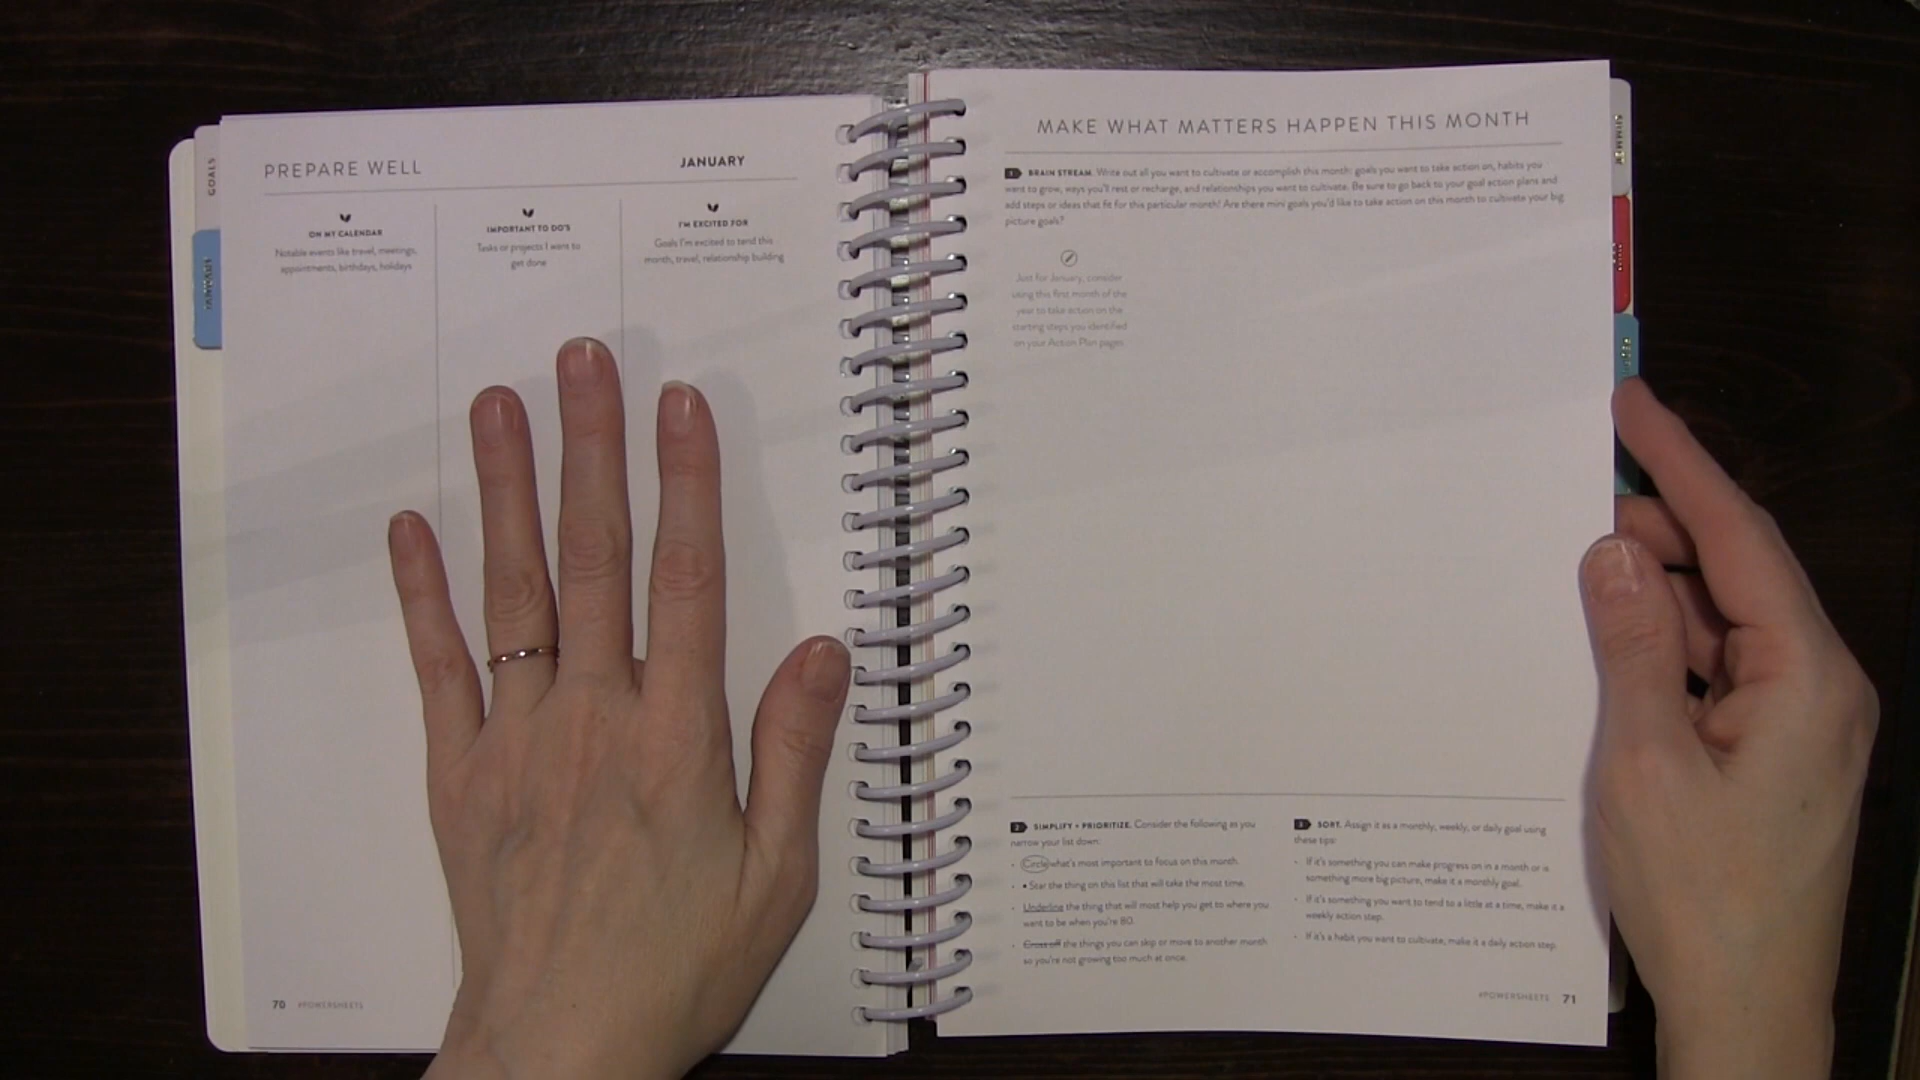 GOALS
JANUARY
PREPARE WELL
JANUARY
ON MY CALENDAR
Notable events like travel, meetings,
appointments, birthdays, holidays
IMPORTANT TO DO'S
Tasks or projects I want to
get done
I'M EXCITED FOR
Goals I'm excited to tend this
month, travel, relationship building
70 #POWERSHEETS
MAKE WHAT MATTERS HAPPEN THIS MONTH
1 BRAIN STREAM. Write out all you want to cultivate or accomplish this month: goals you want to take action on, habits you
want to grow, ways you'll rest or recharge, and relationships you want to cultivate. Be sure to go back to your goal action plans and
add steps or ideas that fit for this particular month! Are there mini goals you'd like to take action on this month to cultivate your big
picture goals?
Just for January, consider
using this first month of the
year to take action on the
starting steps you identified
on your Action Plan pages.
2 SIMPLIFY + PRIORITIZE. Consider the following as you
narrow your list down:
• Circle what's most important to focus on this month.
• ★ Star the thing on this list that will take the most time.
• Underline the thing that will most help you get to where you
want to be when you're 80.
• Cross off the things you can skip or move to another month
so you're not growing too much at once.
3 SORT. Assign it as a monthly, weekly, or daily goal using
these tips:
• If it's something you can make progress on in a month or is
something more big picture, make it a monthly goal.
• If it's something you want to tend to a little at a time, make it a
weekly action step.
• If it's a habit you want to cultivate, make it a daily action step.
#POWERSHEETS 71